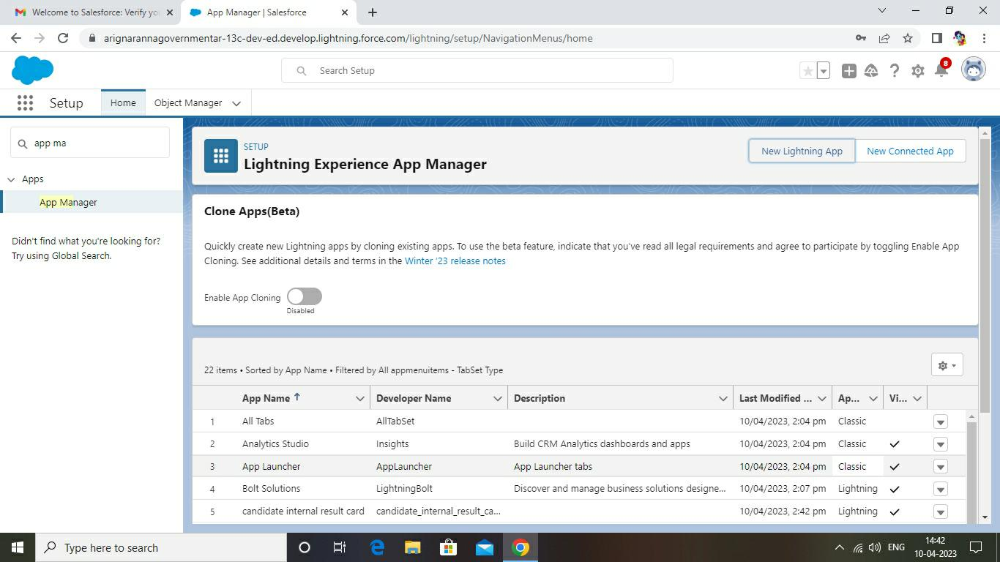 Welcome to Salesforce: Verify yo
App Manager | Salesforce
arignarannagovernmentar-13c-dev-ed.develop.lightning.force.com/lightning/setup/NavigationMenus/home
Search Setup
8
Setup
Home
Object Manager
app ma
Apps
App Manager
Didn't find what you're looking for?
Try using Global Search.
SETUP
Lightning Experience App Manager
New Lightning App
New Connected App
Clone Apps(Beta)
Quickly create new Lightning apps by cloning existing apps. To use the beta feature, indicate that you've read all legal requirements and agree to participate by toggling Enable App
Cloning. See additional details and terms in the Winter '23 release notes
Enable App Cloning
Disabled
22 items • Sorted by App Name • Filtered by All appmenuitems - TabSet Type
App Name ↑ Developer Name Description Last Modified ... Ap... Vi...
1 All Tabs AllTabSet 10/04/2023, 2:04 pm Classic
2 Analytics Studio Insights Build CRM Analytics dashboards and apps 10/04/2023, 2:04 pm Classic ✓
3 App Launcher AppLauncher App Launcher tabs 10/04/2023, 2:04 pm Classic ✓
4 Bolt Solutions LightningBolt Discover and manage business solutions designe... 10/04/2023, 2:07 pm Lightning ✓
5 candidate internal result card candidate_internal_result_ca... 10/04/2023, 2:42 pm Lightning ✓
Type here to search
ENG
14:42
10-04-2023